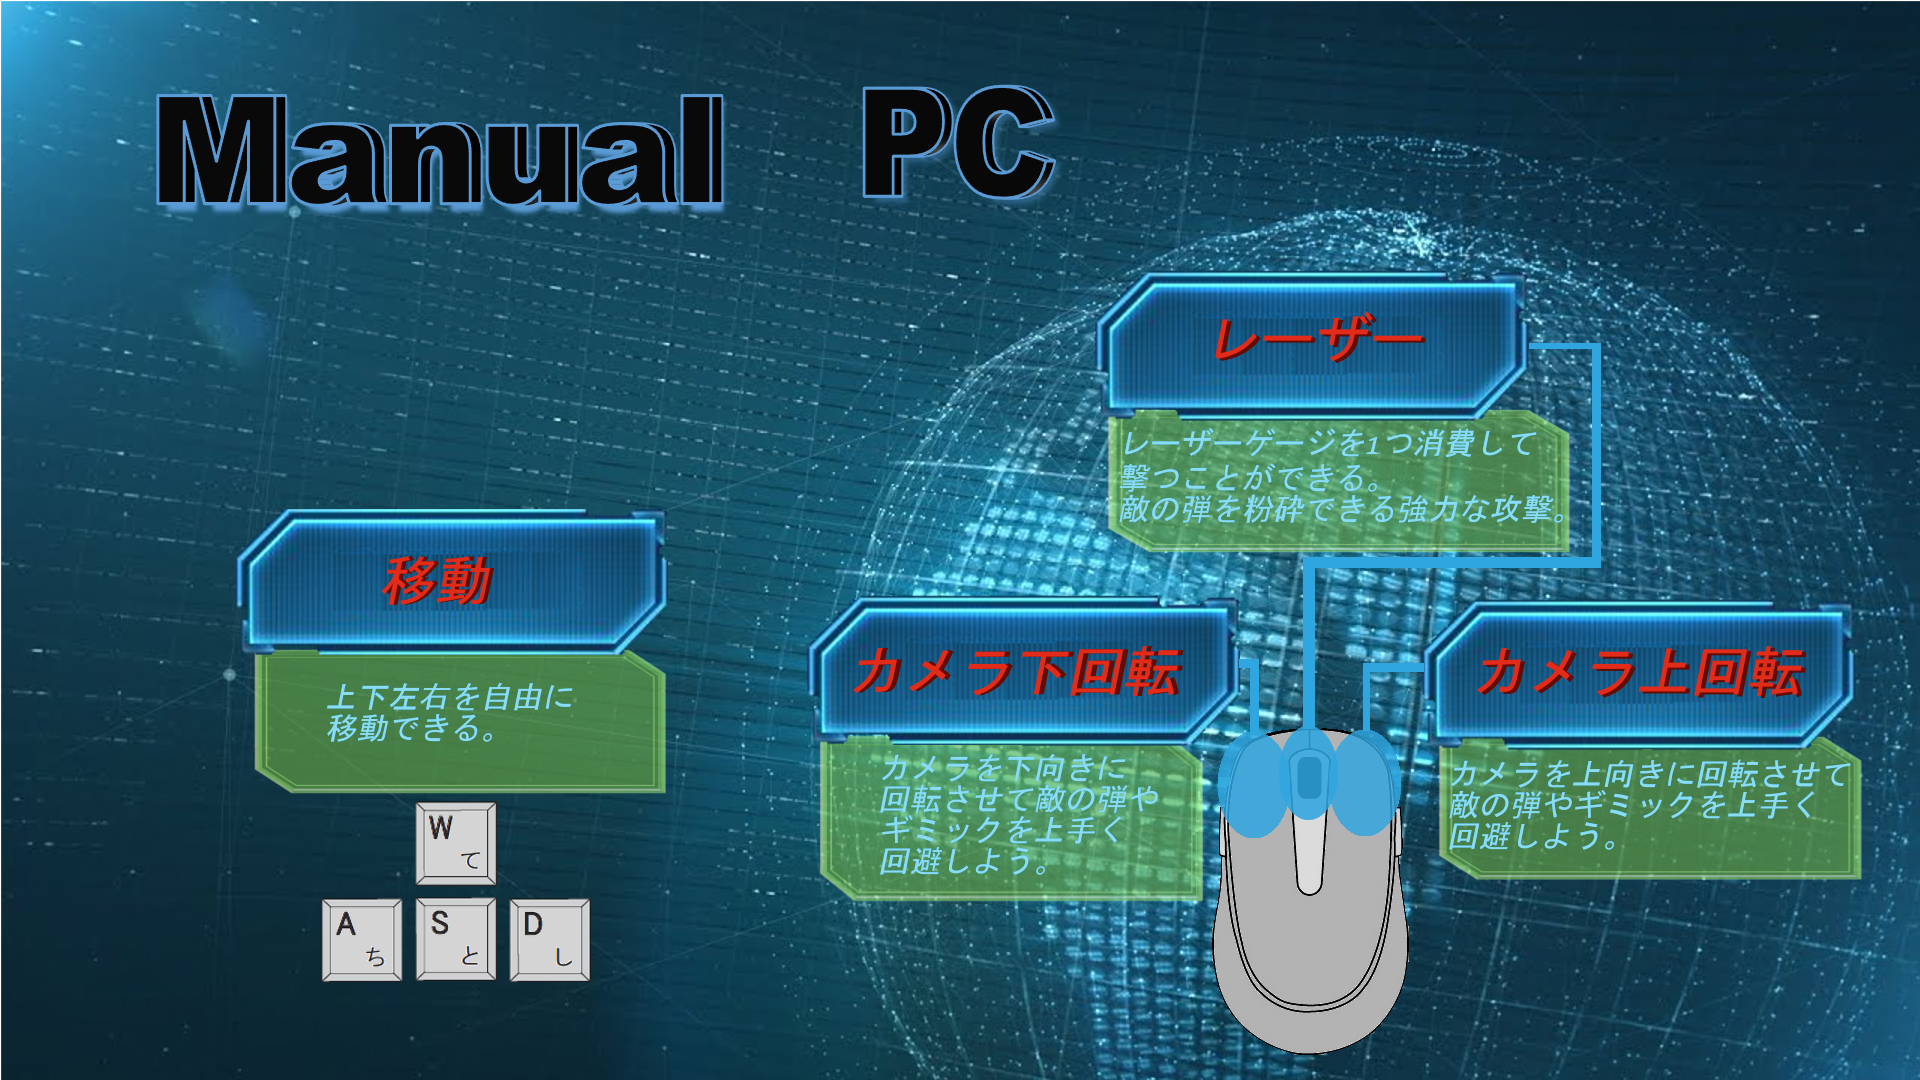 Manual PC
レーザー
レーザーゲージを1つ消費して
撃つことができる。
敵の弾を粉砕できる強力な攻撃。
移動
上下左右を自由に
移動できる。
カメラ下回転
カメラを下向きに
回転させて敵の弾や
ギミックを上手く
回避しよう。
カメラ上回転
カメラを上向きに回転させて
敵の弾やギミックを上手く
回避しよう。
W
て
A
ち
S
と
D
し